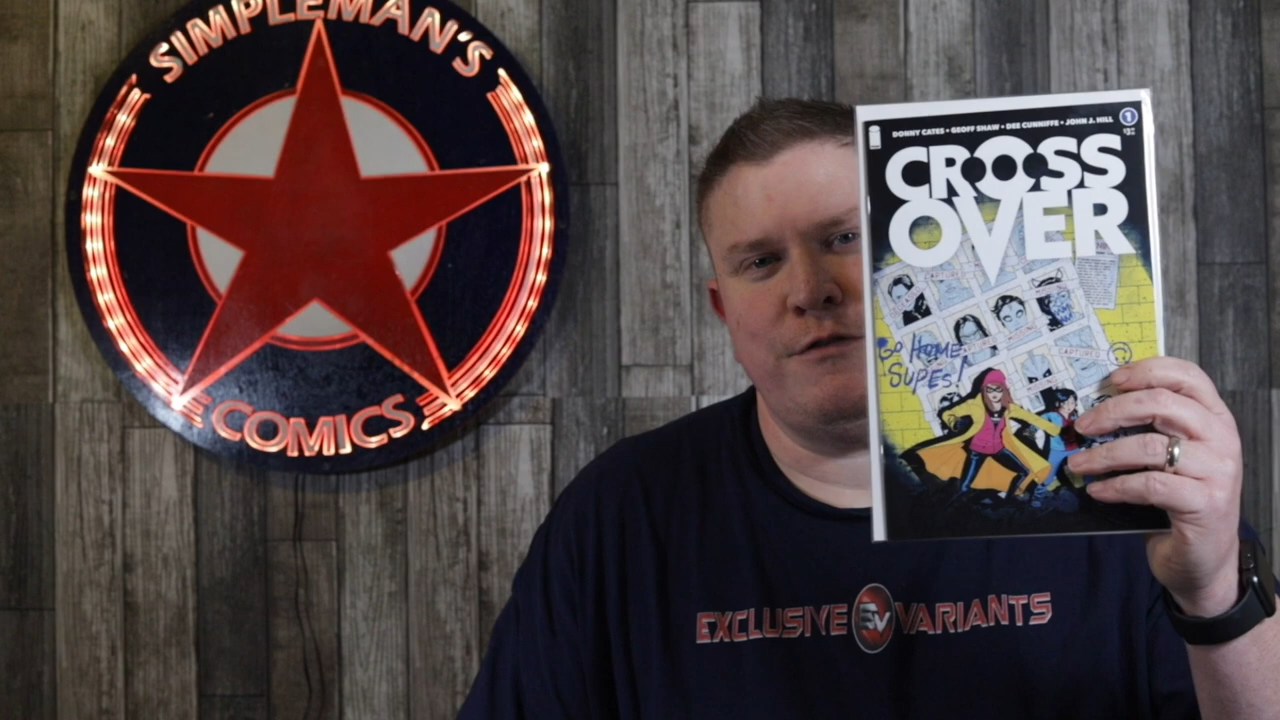 SIMPLEMAN'S
COMICS
DONNY CATES • GEOFF SHAW • DEE CUNNIFFE • JOHN J. HILL
1
CROSS
OVER
CAPTURED
GO HOME
SUPES!
EXCLUSIVE EV VARIANTS